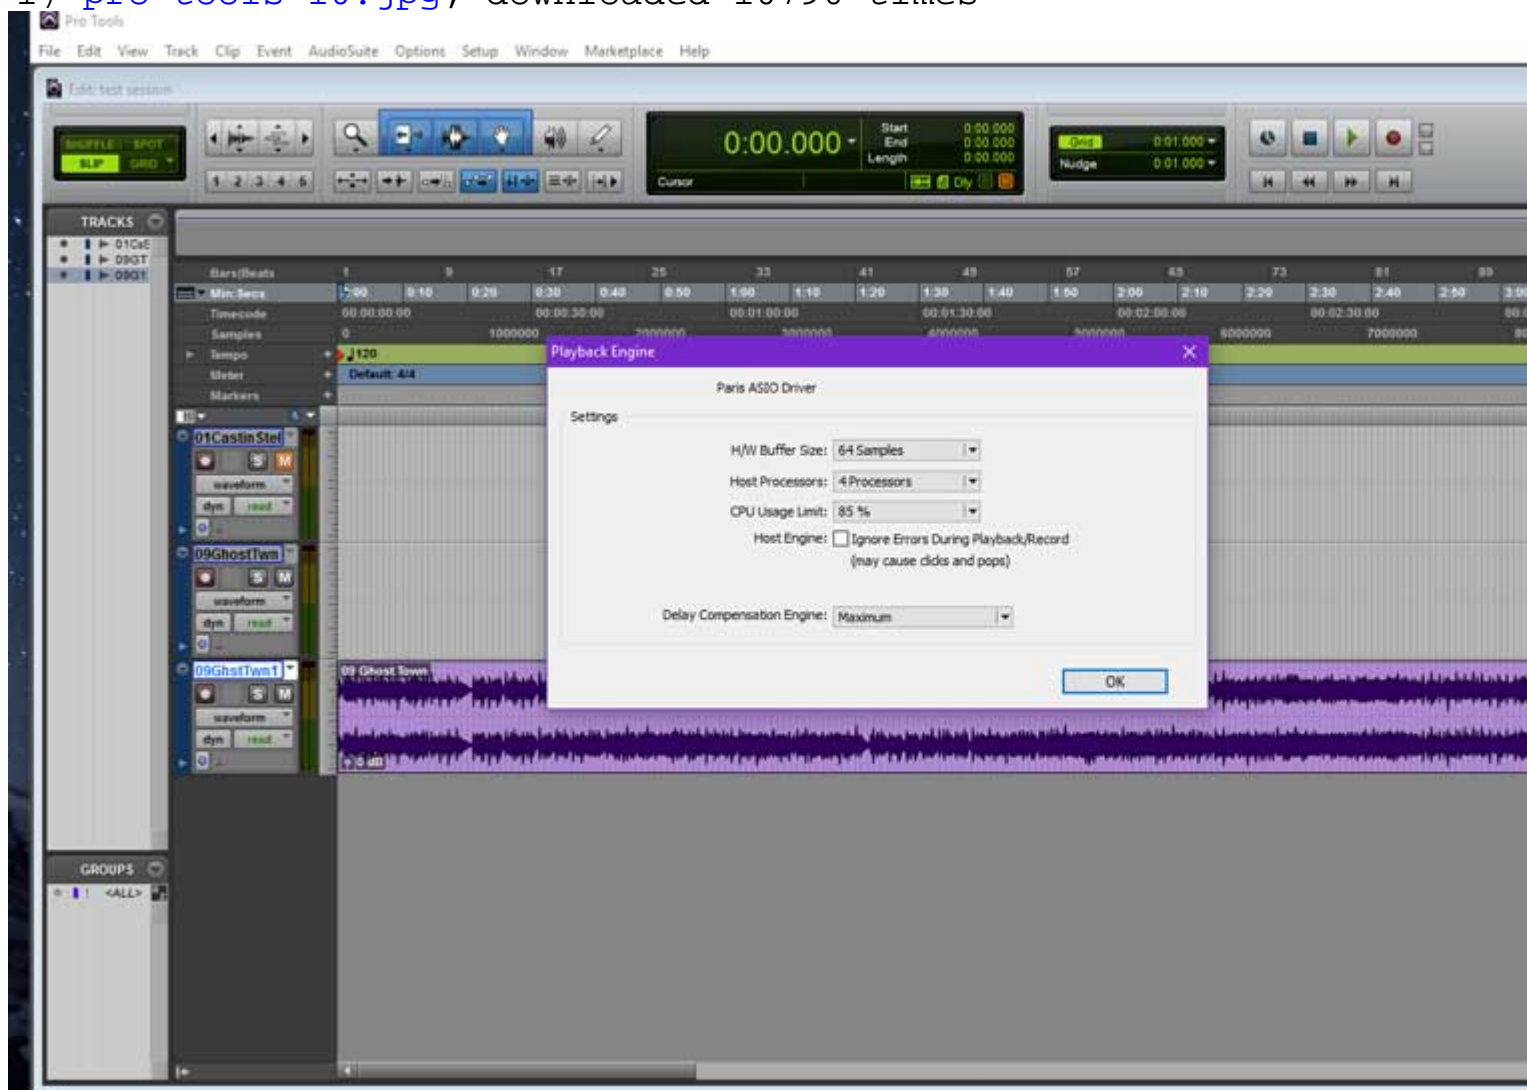 pro tools 10.jpg, downloaded 10790 times
Pro Tools
File Edit View Track Clip Event AudioSuite Options Setup Window Marketplace Help
Edit: test session
SHUFFLE SPOT
SLIP GRID
1 2 3 4 5
0:00.000
Start 0:00.000
End 0:00.000
Length 0:00.000
Cursor
Dly
Grid 0:01.000
Nudge 0:01.000
TRACKS
01CsS
09GT
09GT
Bars|Beats 1 9 17 25 33 41 49 57 65 73 81 89
Min:Secs 0:00 0:10 0:20 0:30 0:40 0:50 1:00 1:10 1:20 1:30 1:40 1:50 2:00 2:10 2:20 2:30 2:40 2:50 3:00
Timecode 00:00:00:00 00:00:30:00 00:01:00:00 00:01:30:00 00:02:00:00 00:02:30:00
Samples 0 1000000 2000000 3000000 4000000 5000000 6000000 7000000
Tempo 120
Meter Default: 4/4
Markers
Playback Engine
Paris ASIO Driver
Settings
H/W Buffer Size: 64 Samples
Host Processors: 4 Processors
CPU Usage Limit: 85 %
Host Engine: Ignore Errors During Playback/Record
(may cause clicks and pops)
Delay Compensation Engine: Maximum
OK
01CastinStel
S M
waveform
dyn read
09GhostTwn
S M
waveform
dyn read
09GhstTwn1
S M
waveform
dyn read
09 Ghost Town
0 dB
GROUPS
! <ALL>